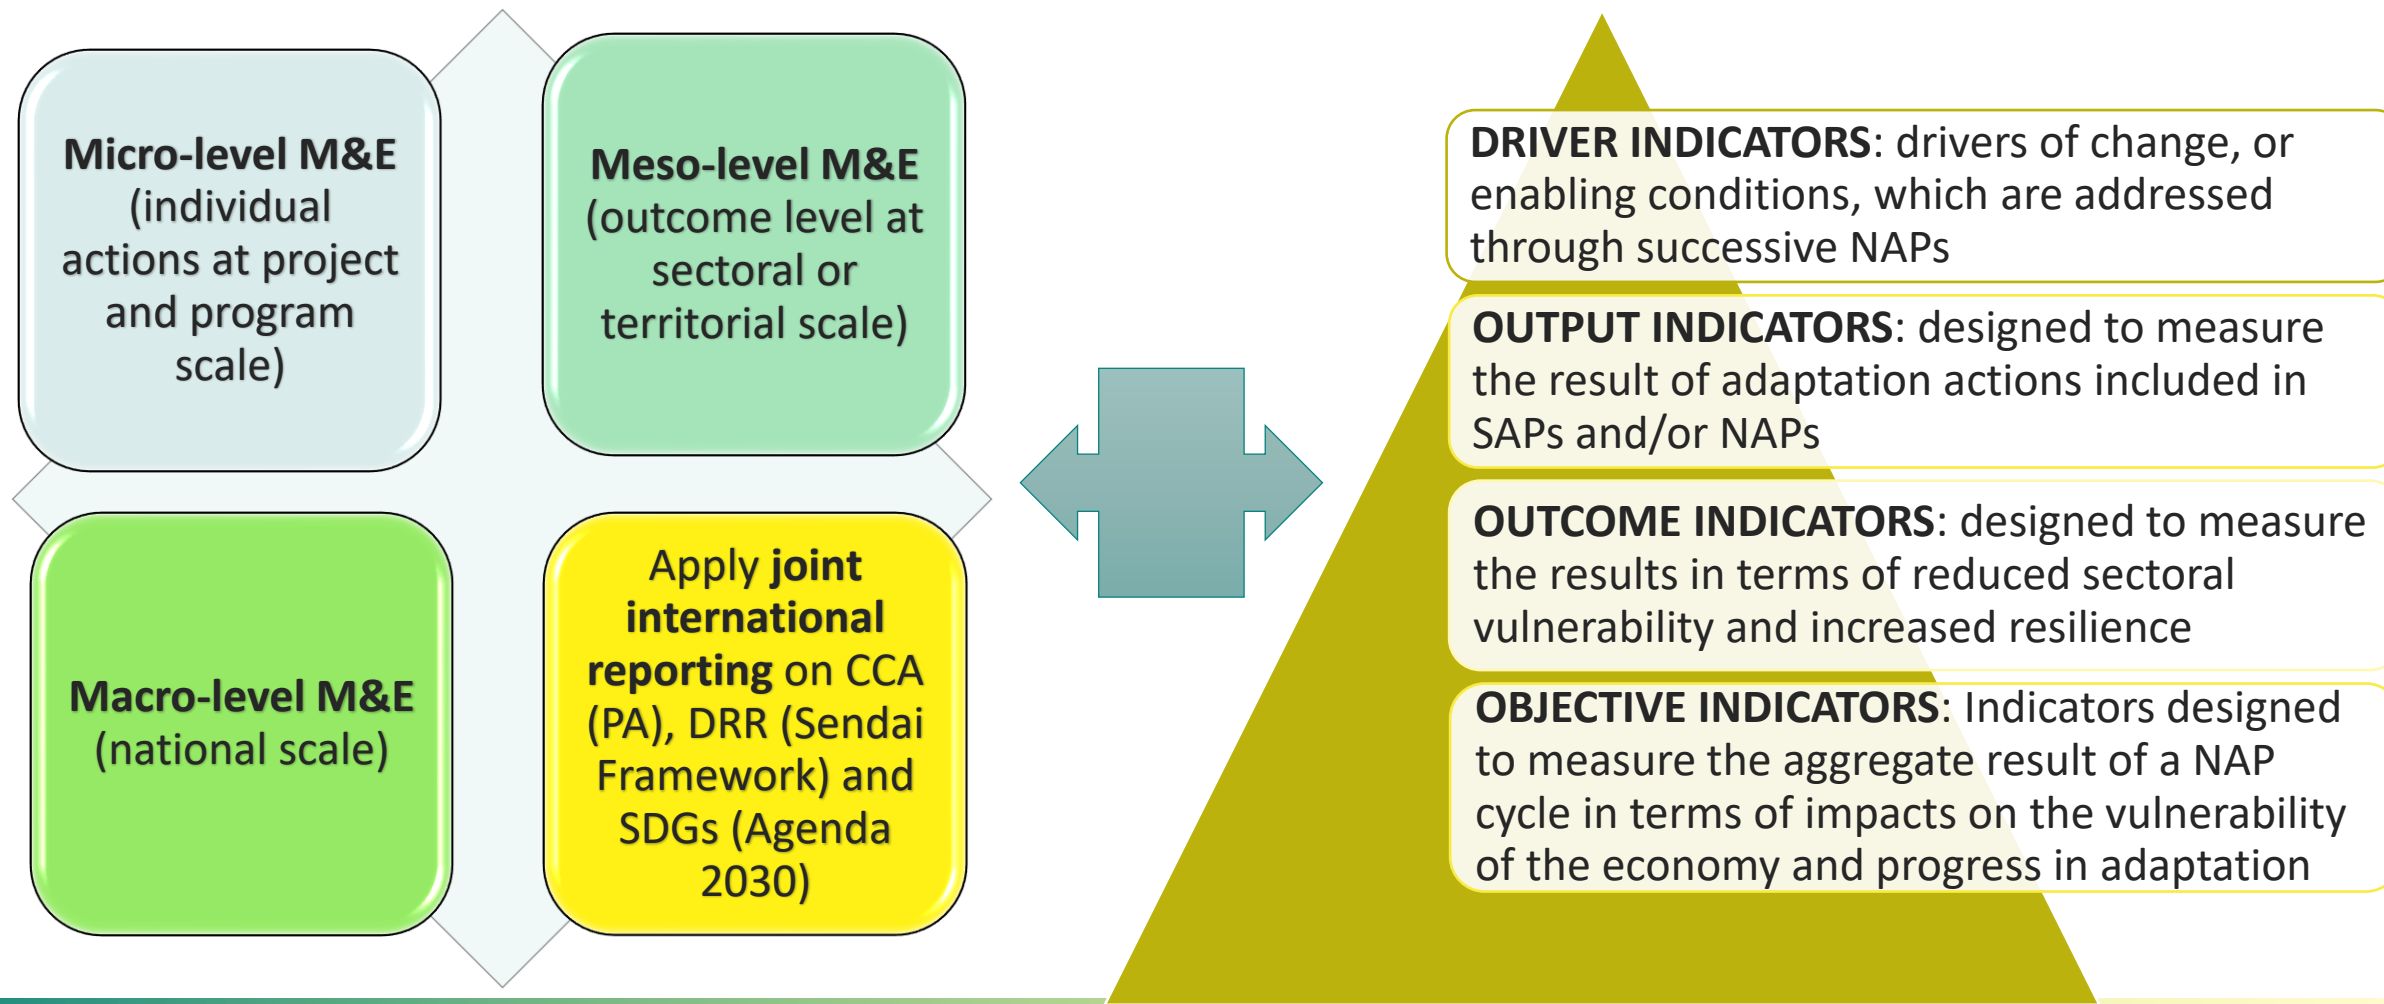 Micro-level M&E
(individual
actions at project
and program
scale)
Meso-level M&E
(outcome level at
sectoral or
territorial scale)
Macro-level M&E
(national scale)
Apply joint
international
reporting on CCA
(PA), DRR (Sendai
Framework) and
SDGs (Agenda
2030)
DRIVER INDICATORS: drivers of change, or
enabling conditions, which are addressed
through successive NAPs
OUTPUT INDICATORS: designed to measure
the result of adaptation actions included in
SAPs and/or NAPs
OUTCOME INDICATORS: designed to measure
the results in terms of reduced sectoral
vulnerability and increased resilience
OBJECTIVE INDICATORS: Indicators designed
to measure the aggregate result of a NAP
cycle in terms of impacts on the vulnerability
of the economy and progress in adaptation